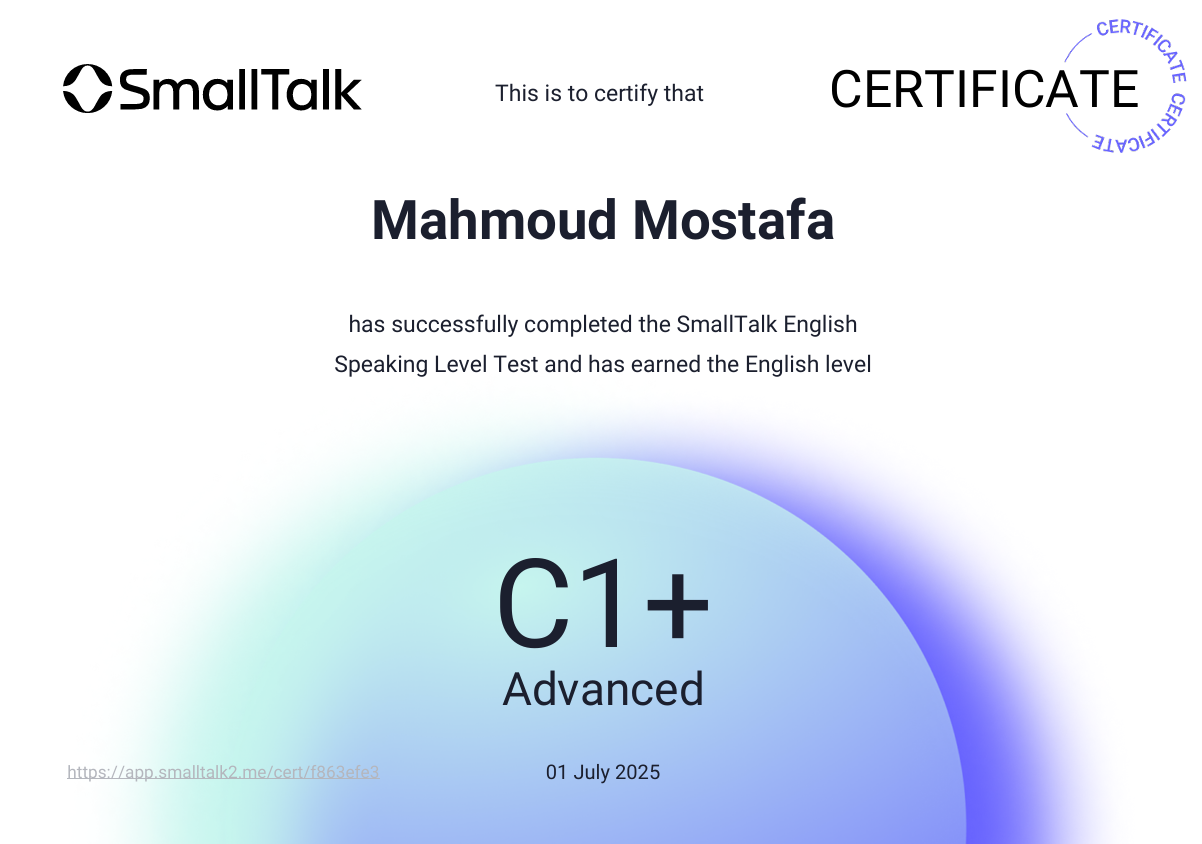 SmallTalk
This is to certify that
CERTIFICATE
CERTIFICATE CERTIFICATE
Mahmoud Mostafa
has successfully completed the SmallTalk English
Speaking Level Test and has earned the English level
C1+
Advanced
https://app.smalltalk2.me/cert/f863efe3
01 July 2025